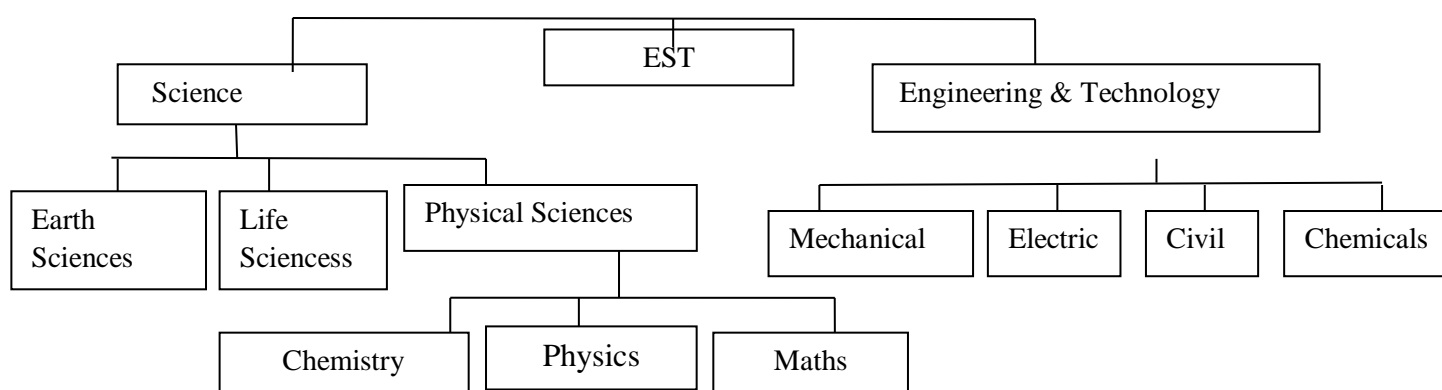 EST
Science
Engineering & Technology
Earth
Sciences
Life
Sciencess
Physical Sciences
Mechanical
Electric
Civil
Chemicals
Chemistry
Physics
Maths